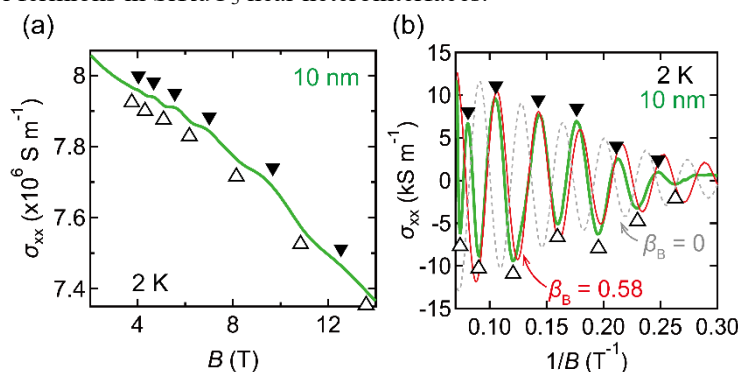 (a)
10 nm
8
7.8
7.6
7.4
σxx (x10⁶ S m⁻¹)
2 K
4 8 12
B (T)
(b)
2 K
10 nm
15
10
5
0
-5
-10
-15
σxx (kS m⁻¹)
βB = 0
βB = 0.58
0.10 0.15 0.20 0.25 0.30
1/B (T⁻¹)